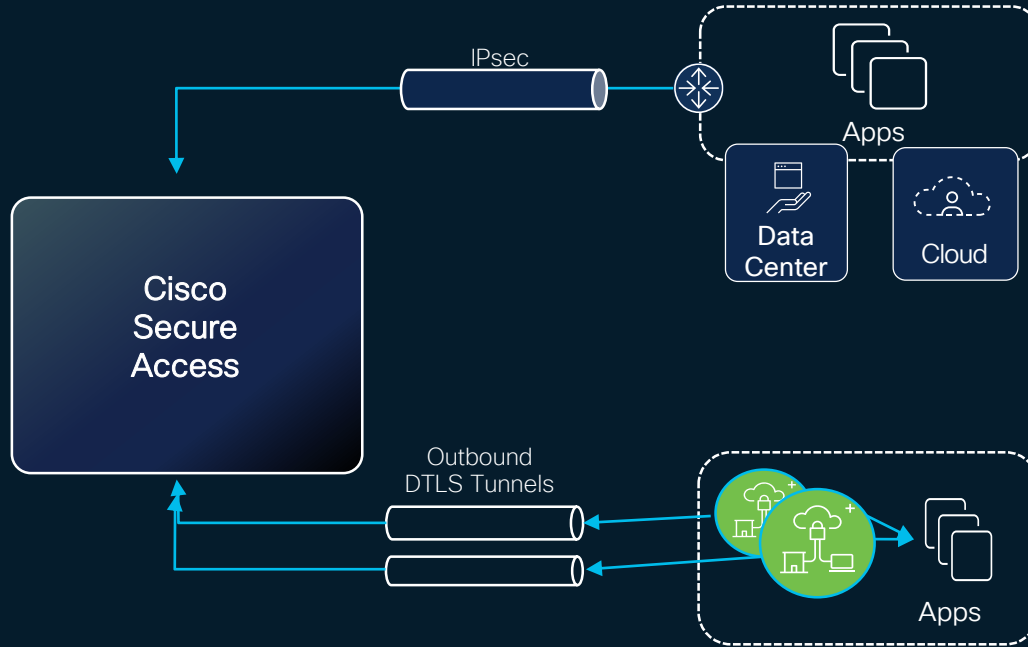 IPsec
Apps
Data
Center
Cloud
Cisco
Secure
Access
Outbound
DTLS Tunnels
Apps